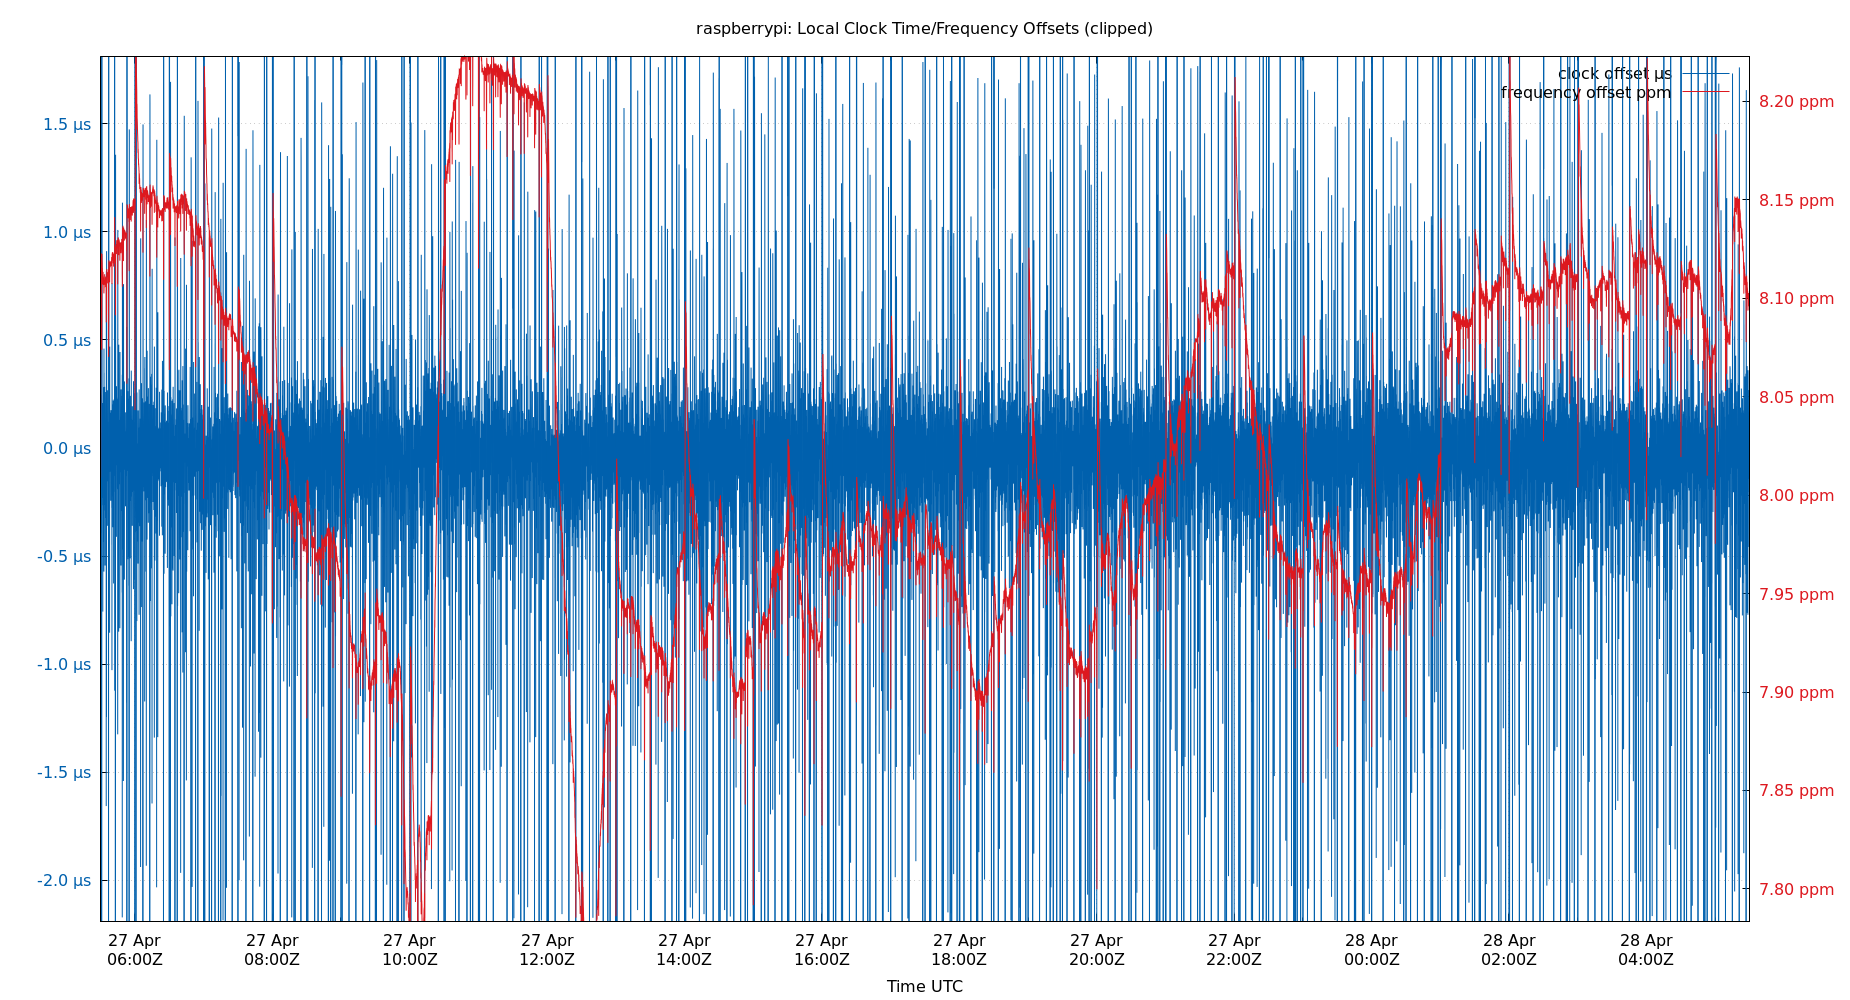 raspberrypi: Local Clock Time/Frequency Offsets (clipped)
clock offset µs
frequency offset ppm
1.5 µs
1.0 µs
0.5 µs
0.0 µs
-0.5 µs
-1.0 µs
-1.5 µs
-2.0 µs
8.20 ppm
8.15 ppm
8.10 ppm
8.05 ppm
8.00 ppm
7.95 ppm
7.90 ppm
7.85 ppm
7.80 ppm
27 Apr 27 Apr 27 Apr 27 Apr 27 Apr 27 Apr 27 Apr 27 Apr 27 Apr 28 Apr 28 Apr 28 Apr
06:00Z 08:00Z 10:00Z 12:00Z 14:00Z 16:00Z 18:00Z 20:00Z 22:00Z 00:00Z 02:00Z 04:00Z
Time UTC